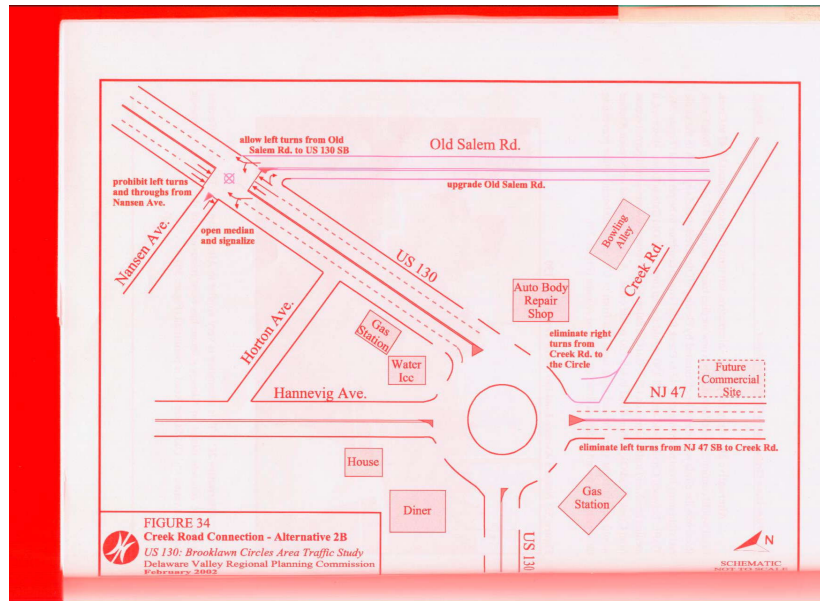 Old Salem Rd.
allow left turns from Old
Salem Rd. to US 130 SB
upgrade Old Salem Rd.
prohibit left turns
and throughs from
Nansen Ave.
open median
and signalize
Nansen Ave.
US 130
Bowling
Alley
Creek Rd.
Auto Body
Repair
Shop
Horton Ave.
Gas
Station
Water
Ice
eliminate right
turns from
Creek Rd. to
the Circle
Future
Commercial
Site
NJ 47
Hannevig Ave.
eliminate left turns from NJ 47 SB to Creek Rd.
House
Gas
Station
Diner
US 130
N
SCHEMATIC
NOT TO SCALE
FIGURE 34
Creek Road Connection - Alternative 2B
US 130: Brooklawn Circles Area Traffic Study
Delaware Valley Regional Planning Commission
February 2002